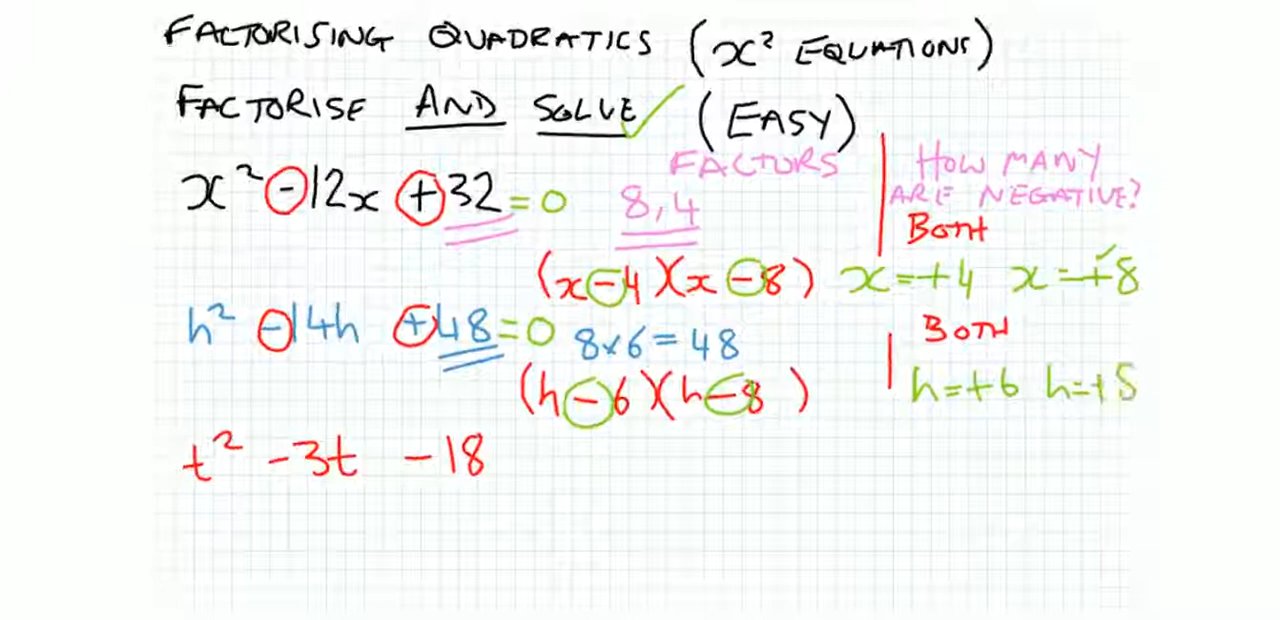 FACTORISING QUADRATICS (x² EQUATIONS)
FACTORISE AND SOLVE ✓ (EASY)
FACTORS
HOW MANY
ARE NEGATIVE?
x² -12x +32 = 0 8,4
BOTH
(x-4)(x-8) x=+4 x=+8
h² -14h +48=0 8×6=48
BOTH
(h-6)(h-8) h=+6 h=+8
t² -3t -18